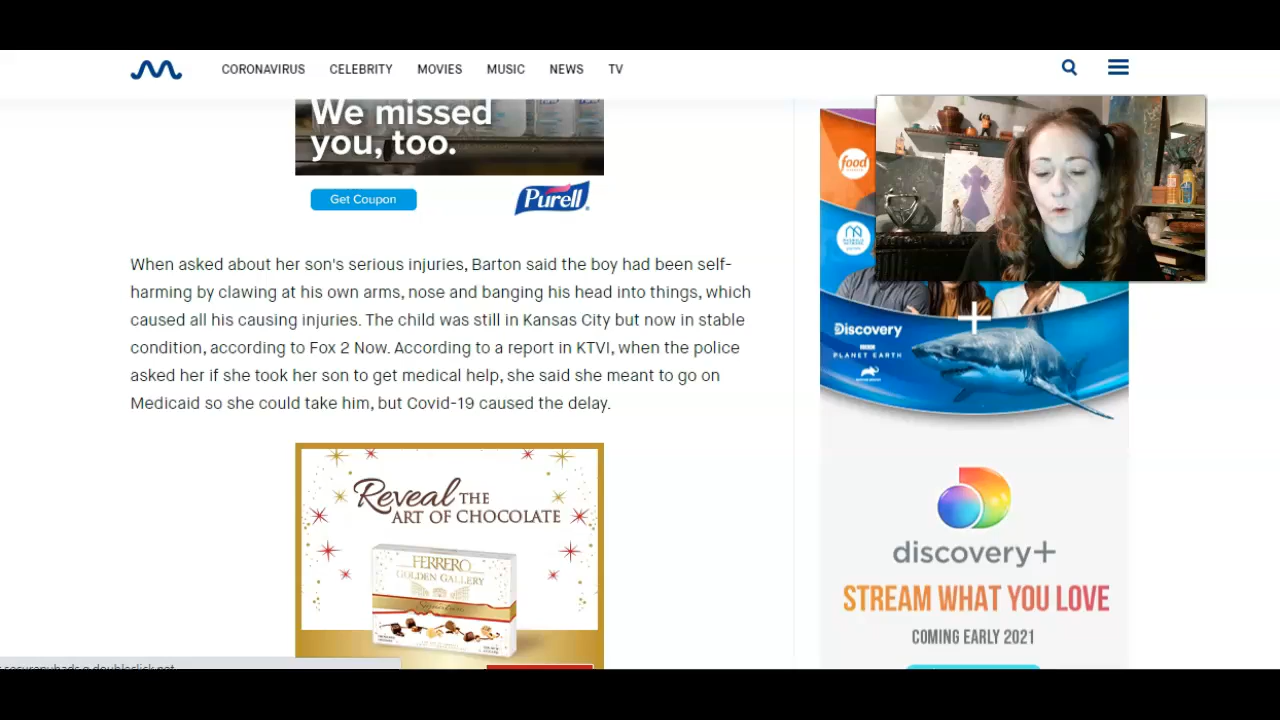 CORONAVIRUS CELEBRITY MOVIES MUSIC NEWS TV
We missed
you, too.
Get Coupon
Purell
When asked about her son's serious injuries, Barton said the boy had been self-
harming by clawing at his own arms, nose and banging his head into things, which
caused all his causing injuries. The child was still in Kansas City but now in stable
condition, according to Fox 2 Now. According to a report in KTVI, when the police
asked her if she took her son to get medical help, she said she meant to go on
Medicaid so she could take him, but Covid-19 caused the delay.
Reveal THE
ART OF CHOCOLATE
FERRERO
GOLDEN GALLERY
food
Discovery
PLANET EARTH
discovery+
STREAM WHAT YOU LOVE
COMING EARLY 2021